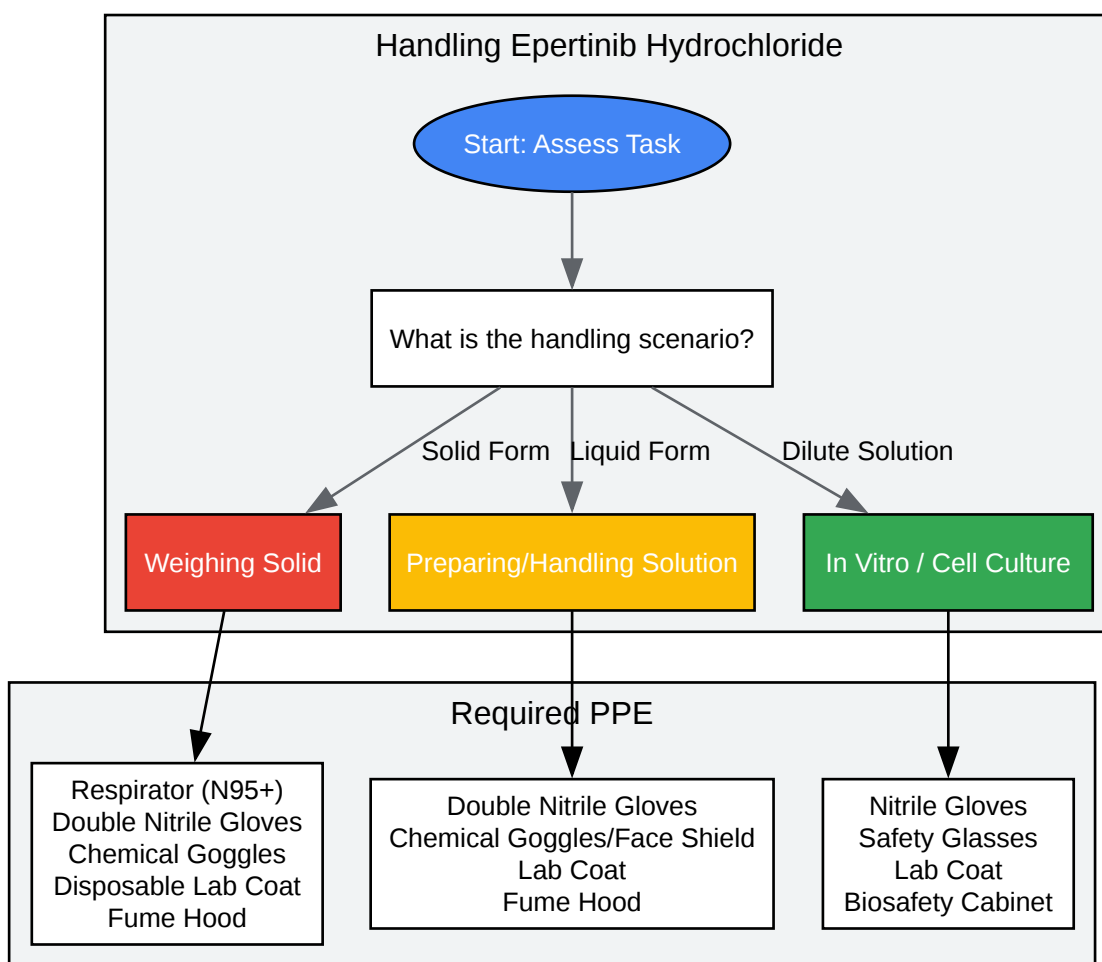 Handling Epertinib Hydrochloride
Start: Assess Task
What is the handling scenario?
Solid Form
Liquid Form
Dilute Solution
Weighing Solid
Preparing/Handling Solution
In Vitro / Cell Culture
Required PPE
Respirator (N95+)
Double Nitrile Gloves
Chemical Goggles
Disposable Lab Coat
Fume Hood
Double Nitrile Gloves
Chemical Goggles/Face Shield
Lab Coat
Fume Hood
Nitrile Gloves
Safety Glasses
Lab Coat
Biosafety Cabinet